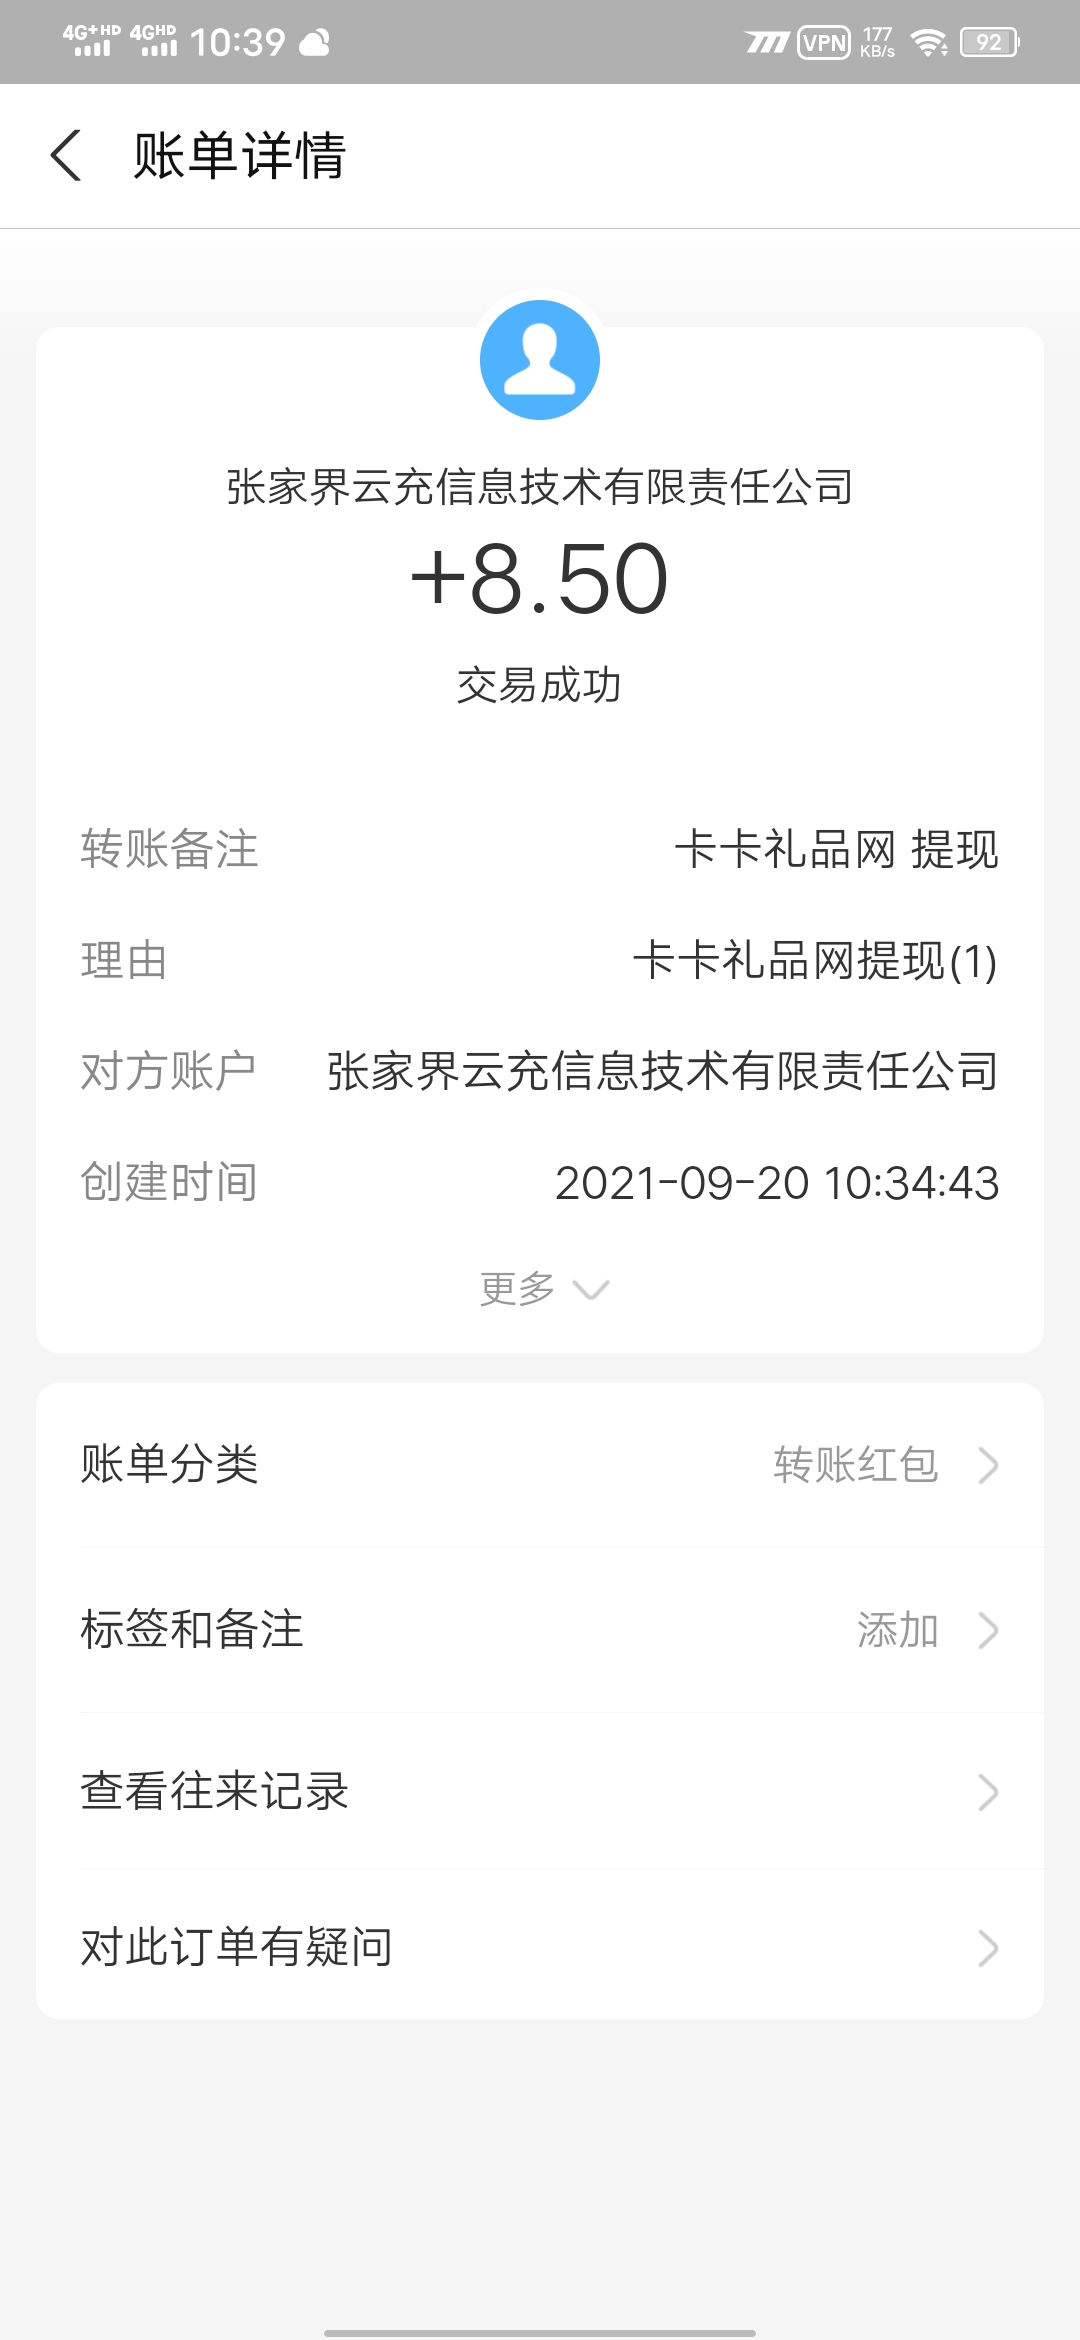 4G+HD 4GHD 10:39 VPN 177 KB/s 92
账单详情
张家界云充信息技术有限责任公司
+8.50
交易成功
转账备注 卡卡礼品网 提现
理由 卡卡礼品网提现(1)
对方账户 张家界云充信息技术有限责任公司
创建时间 2021-09-20 10:34:43
更多
账单分类 转账红包
标签和备注 添加
查看往来记录
对此订单有疑问